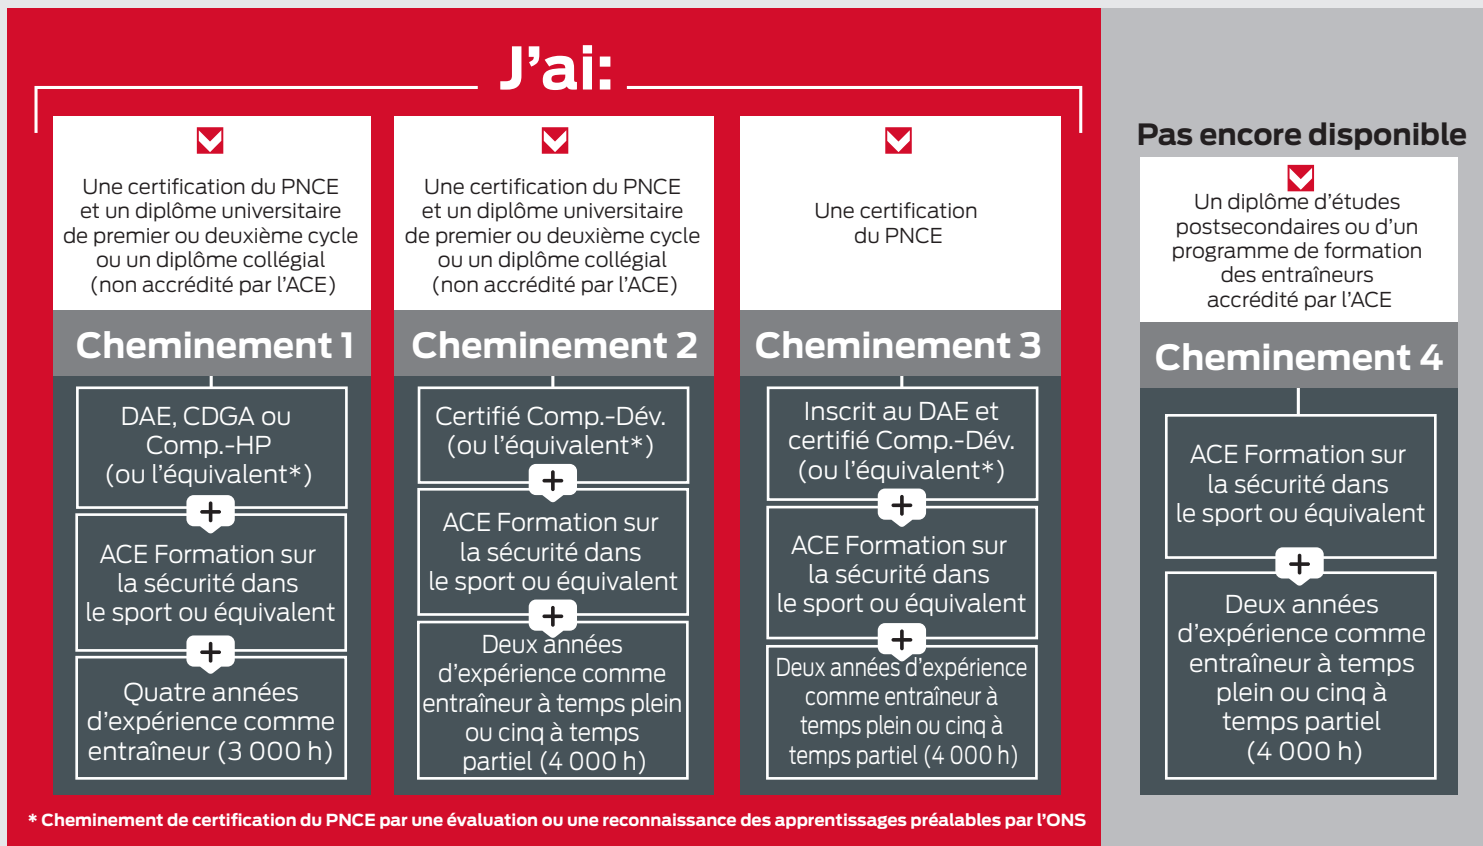 J'ai:
Une certification du PNCE
et un diplôme universitaire
de premier ou deuxième cycle
ou un diplôme collégial
(non accrédité par l'ACE)
Cheminement 1
DAE, CDGA ou
Comp.-HP
(ou l'équivalent*)
+
ACE Formation sur
la sécurité dans
le sport ou équivalent
+
Quatre années
d'expérience comme
entraîneur (3 000 h)
Une certification du PNCE
et un diplôme universitaire
de premier ou deuxième cycle
ou un diplôme collégial
(non accrédité par l'ACE)
Cheminement 2
Certifié Comp.-Dév.
(ou l'équivalent*)
+
ACE Formation sur
la sécurité dans
le sport ou équivalent
+
Deux années
d'expérience comme
entraîneur à temps plein
ou cinq à temps
partiel (4 000 h)
Une certification
du PNCE
Cheminement 3
Inscrit au DAE et
certifié Comp.-Dév.
(ou l'équivalent*)
+
ACE Formation sur
la sécurité dans
le sport ou équivalent
+
Deux années d'expérience
comme entraîneur à
temps plein ou cinq à
temps partiel (4 000 h)
* Cheminement de certification du PNCE par une évaluation ou une reconnaissance des apprentissages préalables par l'ONS
Pas encore disponible
Un diplôme d'études
postsecondaires ou d'un
programme de formation
des entraîneurs
accrédité par l'ACE
Cheminement 4
ACE Formation sur
la sécurité dans
le sport ou équivalent
+
Deux années
d'expérience comme
entraîneur à temps
plein ou cinq à
temps partiel
(4 000 h)